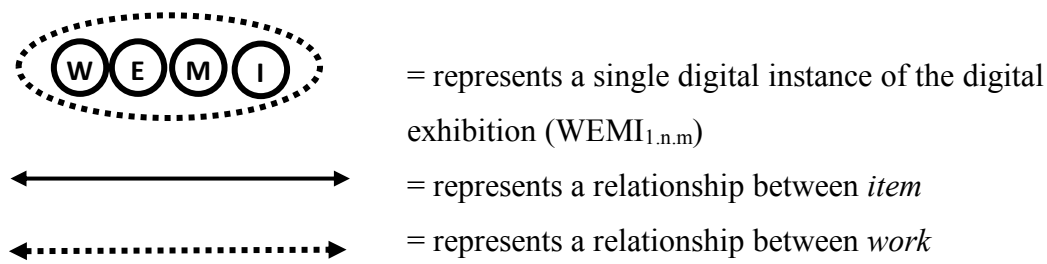 W E M I
= represents a single digital instance of the digital
exhibition (WEMI1.n.m)
= represents a relationship between item
= represents a relationship between work